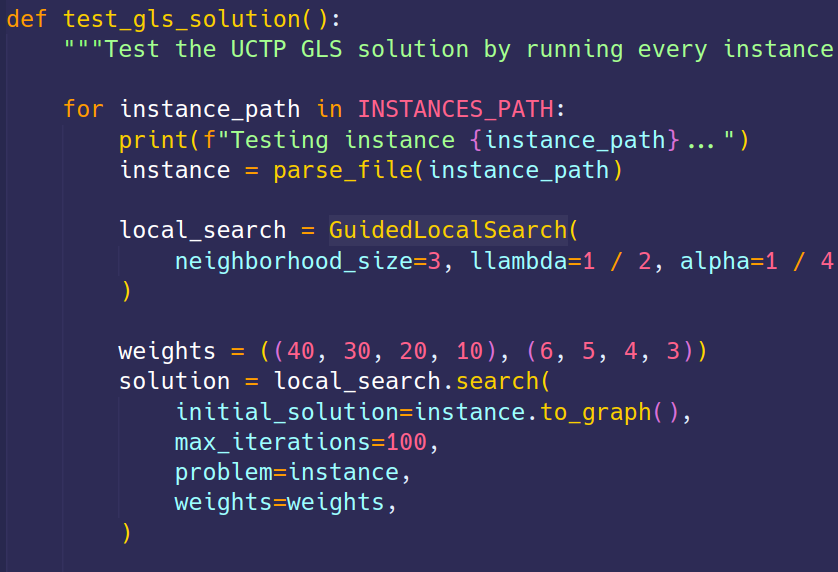 def test_gls_solution():
    """Test the UCTP GLS solution by running every instance
    for instance_path in INSTANCES_PATH:
        print(f"Testing instance {instance_path}...")
        instance = parse_file(instance_path)
        local_search = GuidedLocalSearch(
            neighborhood_size=3, llambda=1 / 2, alpha=1 / 4
        )
        weights = ((40, 30, 20, 10), (6, 5, 4, 3))
        solution = local_search.search(
            initial_solution=instance.to_graph(),
            max_iterations=100,
            problem=instance,
            weights=weights,
        )